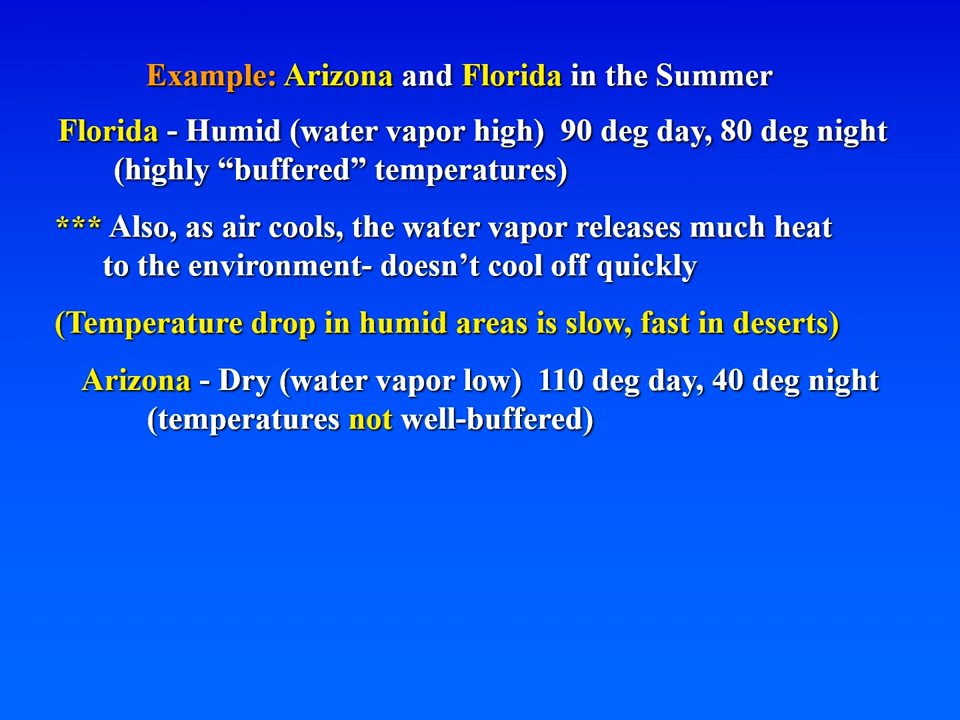 Example: Arizona and Florida in the Summer
Florida - Humid (water vapor high)  90 deg day, 80 deg night
(highly “buffered” temperatures)
*** Also, as air cools, the water vapor releases much heat
to the environment- doesn’t cool off quickly
(Temperature drop in humid areas is slow, fast in deserts)
Arizona - Dry (water vapor low)  110 deg day, 40 deg night
(temperatures not well-buffered)